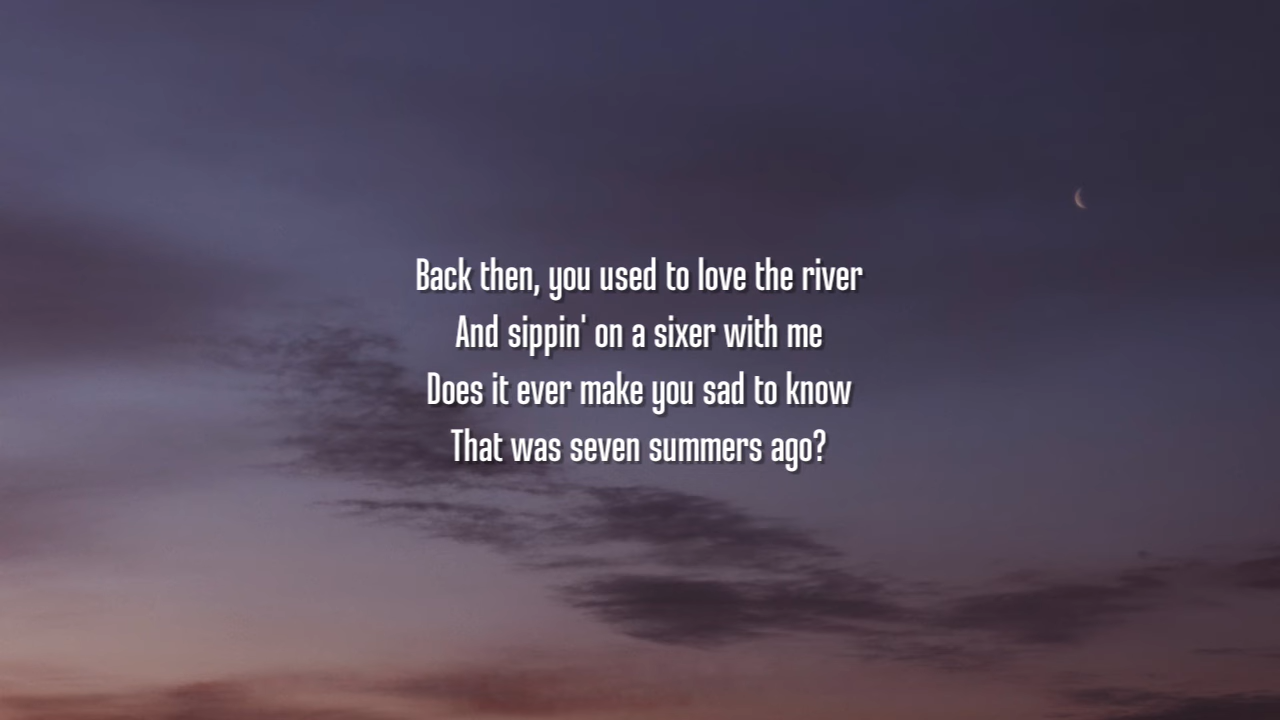 Back then, you used to love the river
And sippin' on a sixer with me
Does it ever make you sad to know
That was seven summers ago?